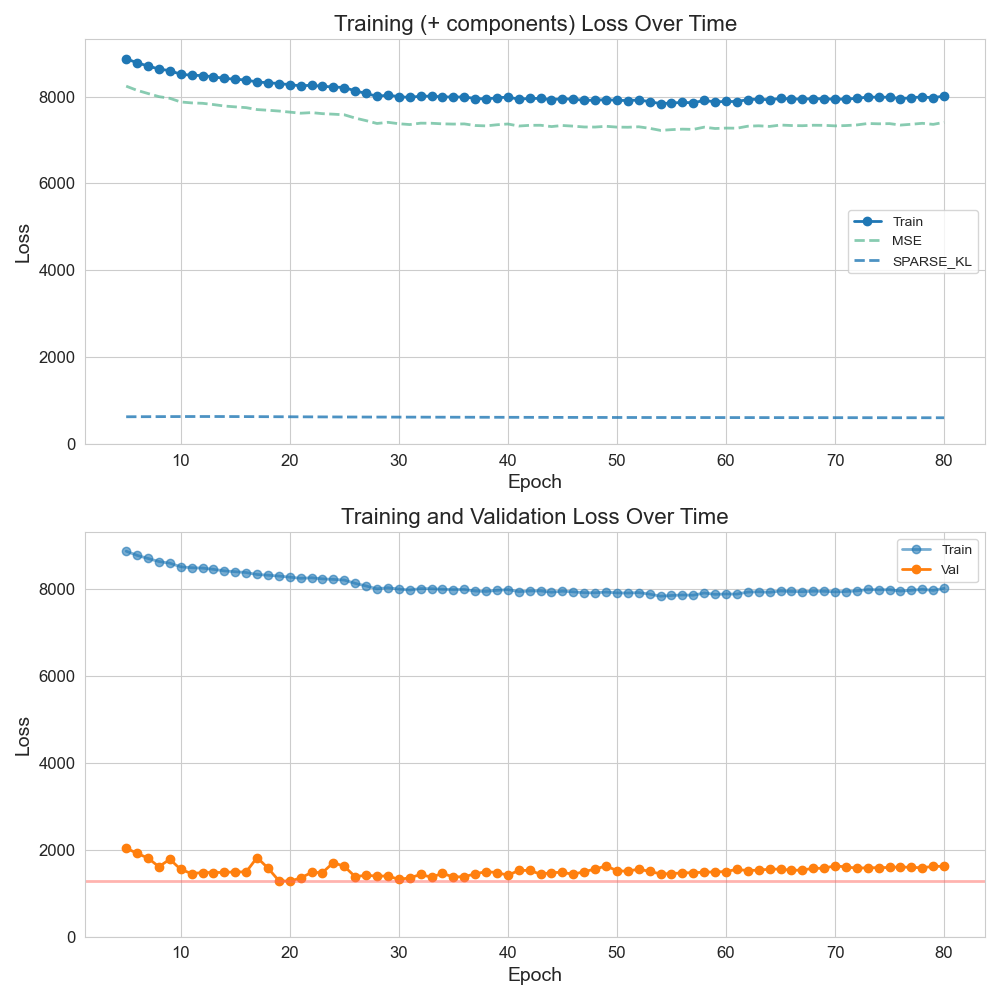 Training (+ components) Loss Over Time
Loss
8000
6000
4000
2000
0
Train
MSE
SPARSE_KL
10 20 30 40 50 60 70 80
Epoch
Training and Validation Loss Over Time
Loss
8000
6000
4000
2000
0
Train
Val
10 20 30 40 50 60 70 80
Epoch